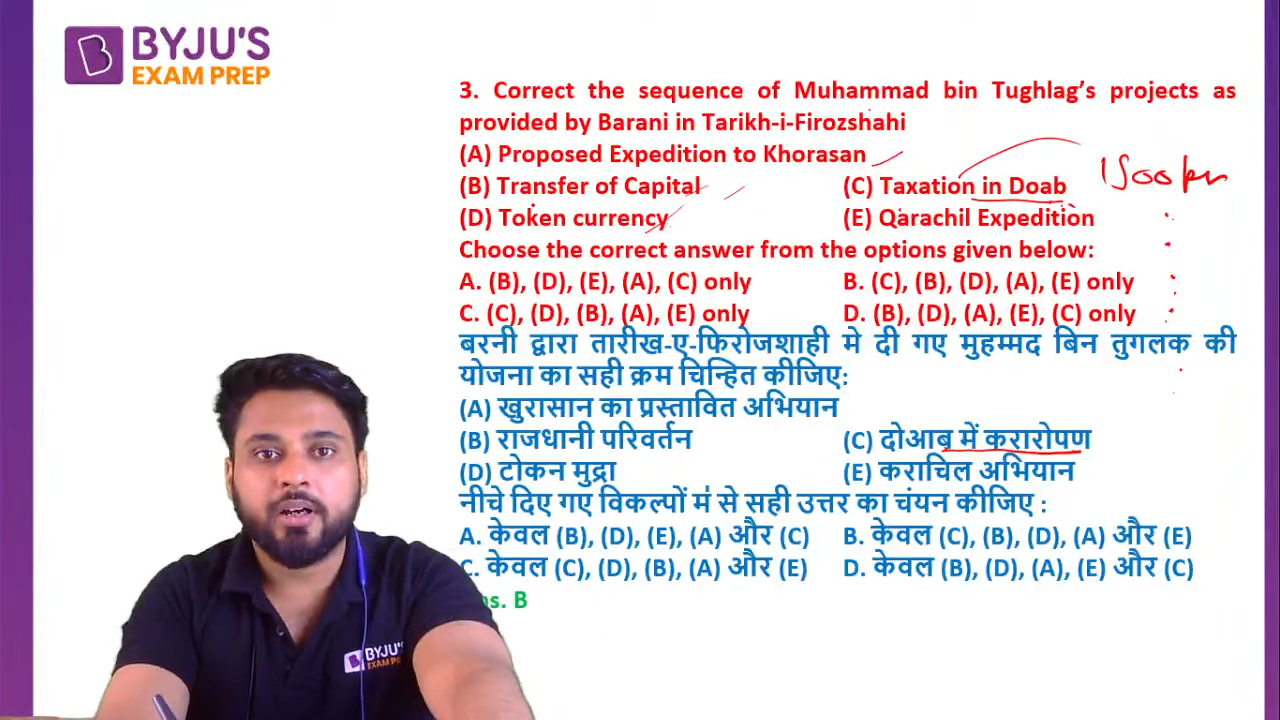 BYJU'S
EXAM PREP
3. Correct the sequence of Muhammad bin Tughlag's projects as
provided by Barani in Tarikh-i-Firozshahi
(A) Proposed Expedition to Khorasan
(B) Transfer of Capital (C) Taxation in Doab
(D) Token currency (E) Qarachil Expedition
Choose the correct answer from the options given below:
A. (B), (D), (E), (A), (C) only B. (C), (B), (D), (A), (E) only
C. (C), (D), (B), (A), (E) only D. (B), (D), (A), (E), (C) only
बरनी द्वारा तारीख-ए-फिरोजशाही मे दी गए मुहम्मद बिन तुगलक की
योजना का सही क्रम चिन्हित कीजिए:
(A) खुरासान का प्रस्तावित अभियान
(B) राजधानी परिवर्तन (C) दोआब में करारोपण
(D) टोकन मुद्रा (E) कराचिल अभियान
नीचे दिए गए विकल्पों में से सही उत्तर का चंयन कीजिए :
A. केवल (B), (D), (E), (A) और (C) B. केवल (C), (B), (D), (A) और (E)
C. केवल (C), (D), (B), (A) और (E) D. केवल (B), (D), (A), (E) और (C)
B
BYJU'S
EXAM